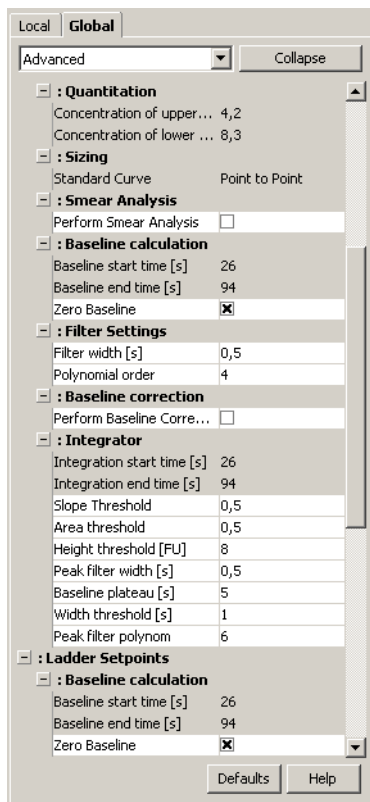 Local Global
Advanced Collapse
: Quantitation
Concentration of upper... 4,2
Concentration of lower ... 8,3
: Sizing
Standard Curve Point to Point
: Smear Analysis
Perform Smear Analysis
: Baseline calculation
Baseline start time [s] 26
Baseline end time [s] 94
Zero Baseline
: Filter Settings
Filter width [s] 0,5
Polynomial order 4
: Baseline correction
Perform Baseline Corre...
: Integrator
Integration start time [s] 26
Integration end time [s] 94
Slope Threshold 0,5
Area threshold 0,5
Height threshold [FU] 8
Peak filter width [s] 0,5
Baseline plateau [s] 5
Width threshold [s] 1
Peak filter polynom 6
: Ladder Setpoints
: Baseline calculation
Baseline start time [s] 26
Baseline end time [s] 94
Zero Baseline
Defaults Help